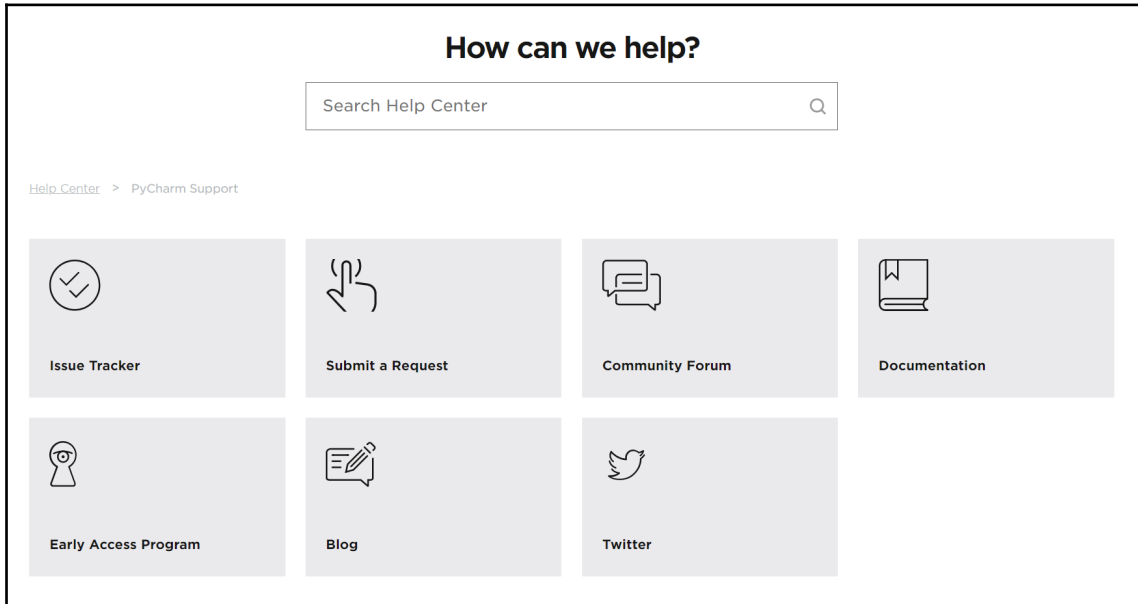 How can we help?
Search Help Center
Help Center > PyCharm Support
Issue Tracker
Submit a Request
Community Forum
Documentation
Early Access Program
Blog
Twitter